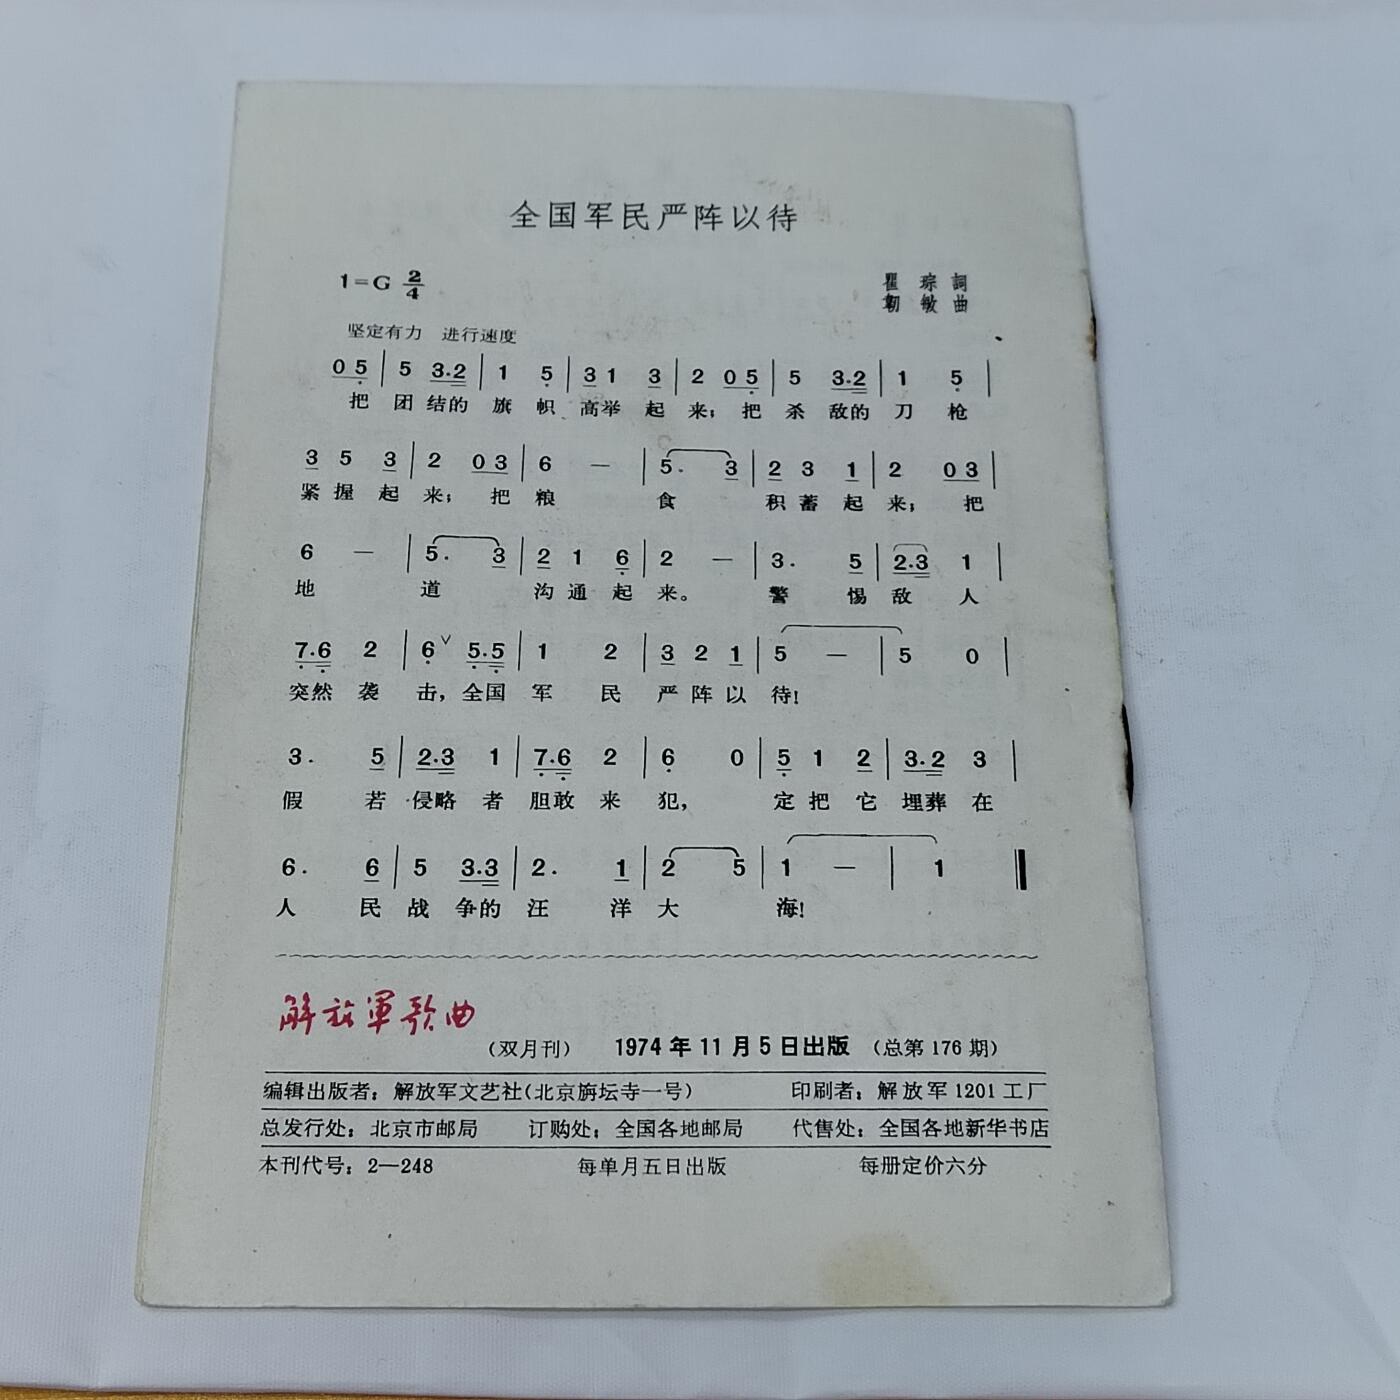 全国军民严阵以待
1=G 2/4
瞿琮詞
勒敏曲
坚定有力 进行速度
0 5 | 5 3·2 | 1 5 | 3 1 3 | 2 0 5 | 5 3·2 | 1 5 |
把 团 结的 旗 帜 高举 起 来；把 杀 敌的 刀 枪
3 5 3 | 2 0 3 | 6 — | 5· 3 | 2 3 1 | 2 0 3 |
紧 握 起 来；把 粮 食 积 蓄 起 来；把
6 — | 5· 3 | 2 1 6 | 2 — | 3· 5 | 2·3 1 |
地 道 沟 通 起 来。 警 惕 敌 人
7·6 2 | 6 ∨ 5·5 | 1 2 | 3 2 1 | 5 — | 5 0 |
突然 袭 击，全国 军 民 严 阵 以 待！
3· 5 | 2·3 1 | 7·6 2 | 6 0 | 5 1 2 | 3·2 3 |
假 若 侵略 者 胆敢 来 犯， 定 把 它 埋葬 在
6· 6 | 5 3·3 | 2· 1 | 2 5 | 1 — | 1 ‖
人 民 战 争的 汪 洋 大 海！
解放軍歌曲
（双月刊） 1974年11月5日出版 （总第176期）
编辑出版者：解放军文艺社（北京旃坛寺一号） 印刷者：解放军1201工厂
总发行处：北京市邮局 订购处：全国各地邮局 代售处：全国各地新华书店
本刊代号：2—248 每单月五日出版 每册定价六分